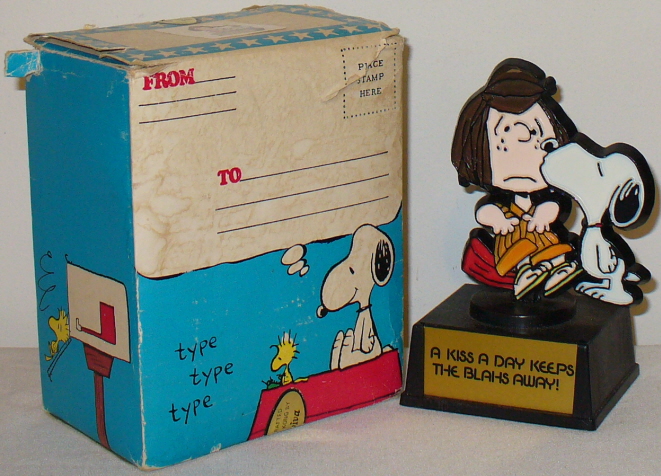 FROM
PLACE
STAMP
HERE
TO
type
type
type
A KISS A DAY KEEPS
THE BLAHS AWAY!